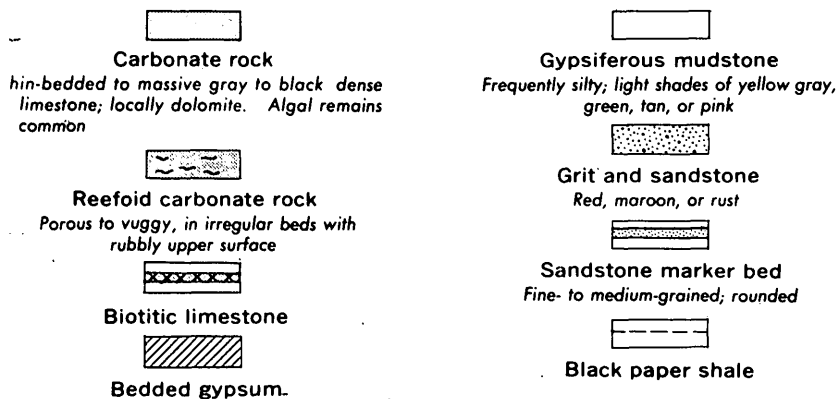 Carbonate rock
hin-bedded to massive gray to black dense
limestone; locally dolomite. Algal remains
common
Reefoid carbonate rock
Porous to vuggy, in irregular beds with
rubbly upper surface
Biotitic limestone
Bedded gypsum
Gypsiferous mudstone
Frequently silty; light shades of yellow gray,
green, tan, or pink
Grit and sandstone
Red, maroon, or rust
Sandstone marker bed
Fine- to medium-grained; rounded
Black paper shale